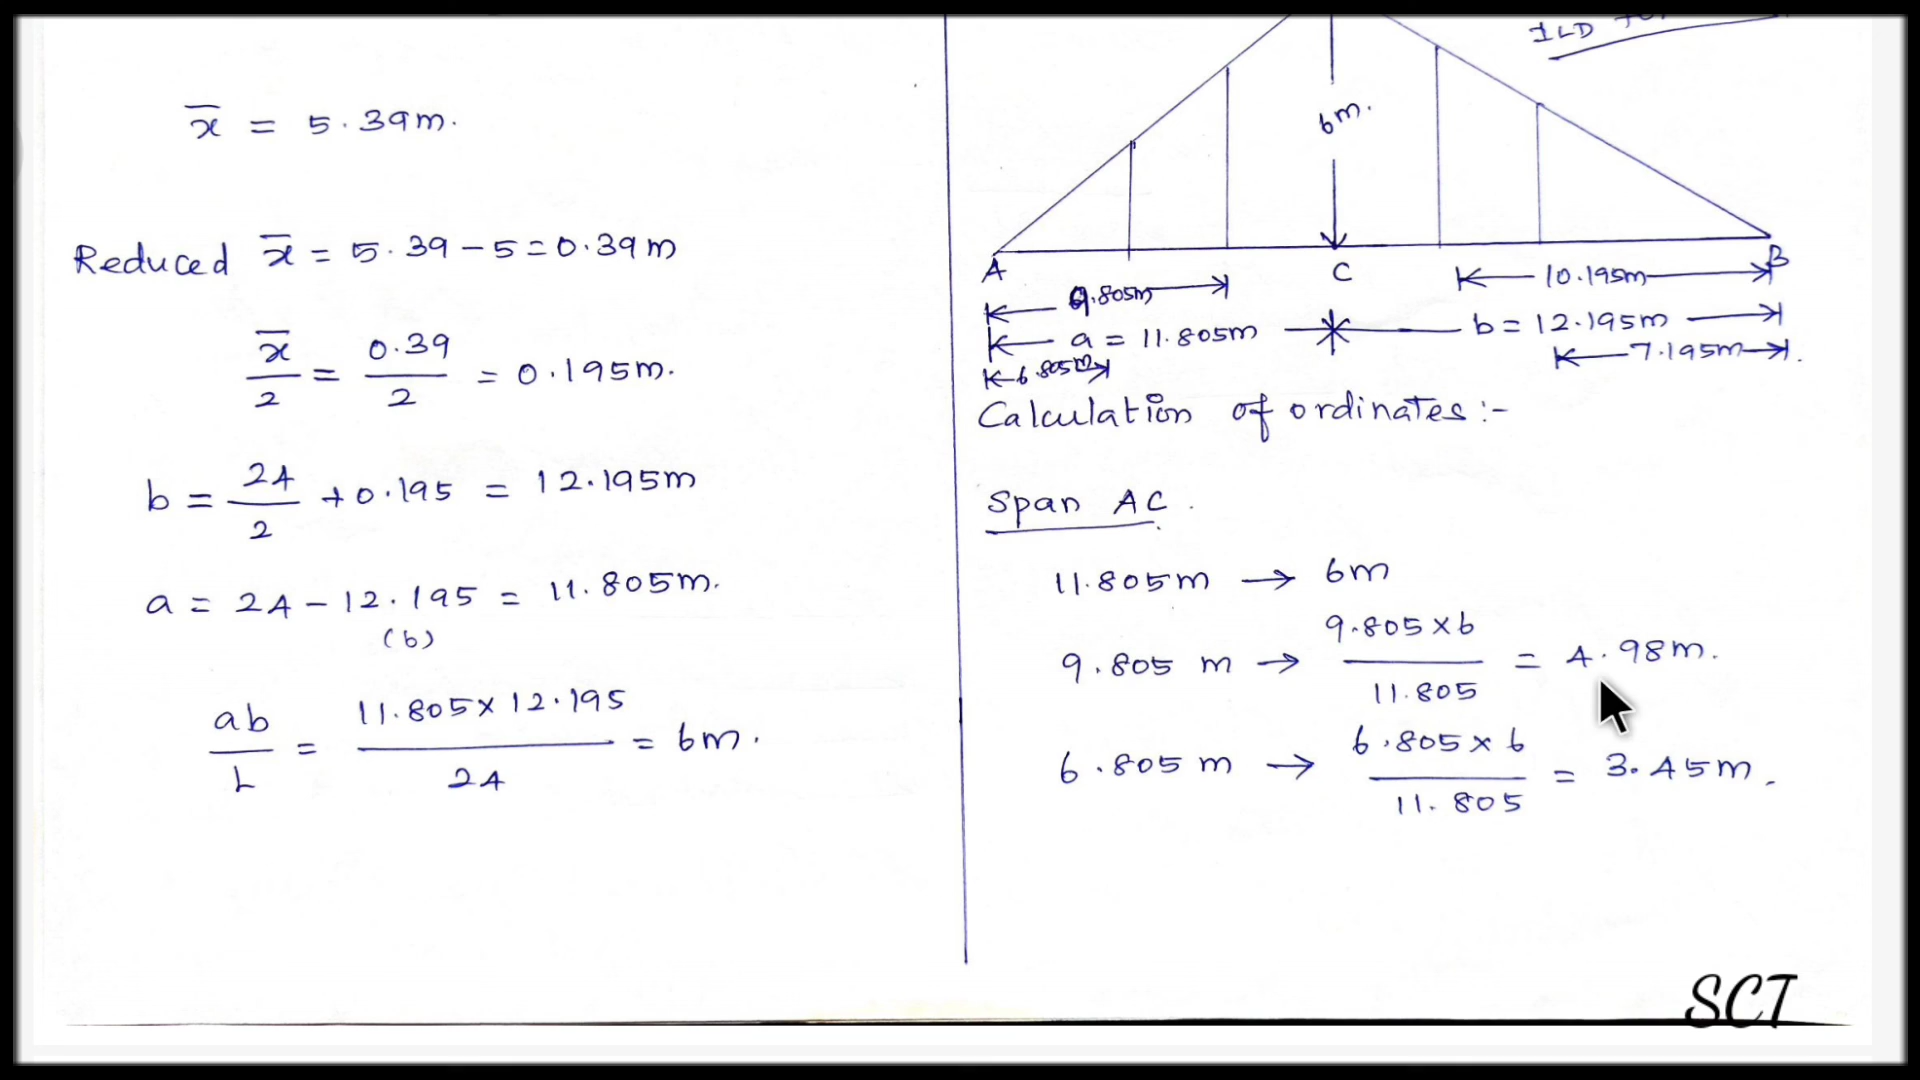 x̄ = 5.39m.
Reduced x̄ = 5.39 - 5 = 0.39m
x̄/2 = 0.39/2 = 0.195m.
b = 24/2 + 0.195 = 12.195m
a = 24 - 12.195 = 11.805m.
(b)
ab/L = 11.805 x 12.195/24 = 6m.
ILD
6m.
A
C
B
9.805m
10.195m
a = 11.805m
b = 12.195m
6.805m
7.195m.
Calculation of ordinates :-
Span AC.
11.805m → 6m
9.805 m → 9.805 x 6/11.805 = 4.98m.
6.805 m → 6.805 x 6/11.805 = 3.45m.
SCT